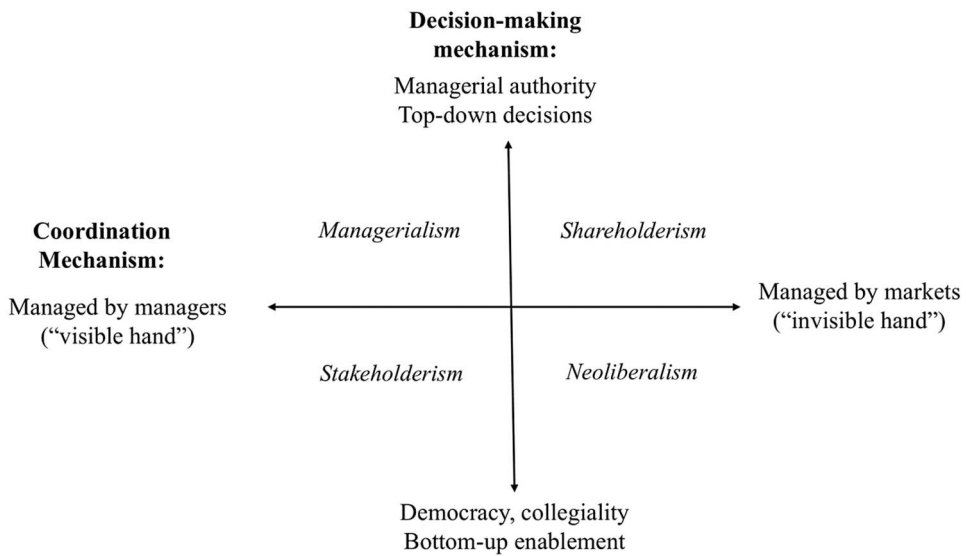 Decision-making
mechanism:
Managerial authority
Top-down decisions
Coordination
Mechanism:
Managed by managers
(“visible hand”)
Managerialism
Shareholderism
Managed by markets
(“invisible hand”)
Stakeholderism
Neoliberalism
Democracy, collegiality
Bottom-up enablement